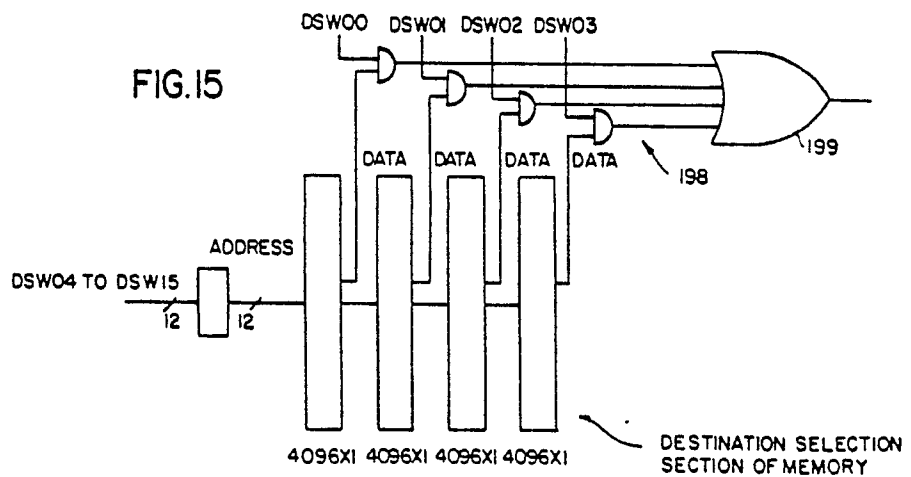 DSW00 DSW01 DSW02 DSW03
FIG.15
199
DATA DATA DATA DATA
198
ADDRESS
DSW04 TO DSW15
12 12
4096X1 4096X1 4096X1 4096X1
DESTINATION SELECTION
SECTION OF MEMORY